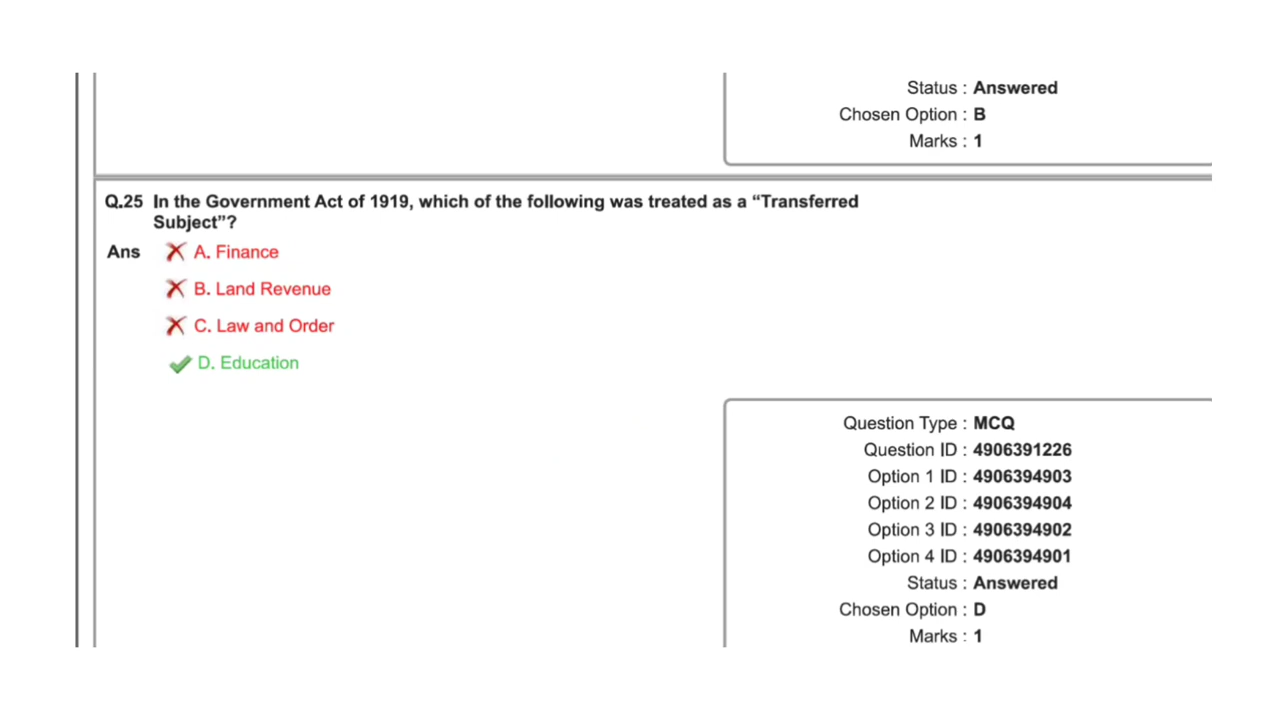 Status : Answered
Chosen Option : B
Marks : 1
Q.25 In the Government Act of 1919, which of the following was treated as a “Transferred
Subject”?
Ans A. Finance
B. Land Revenue
C. Law and Order
D. Education
Question Type : MCQ
Question ID : 4906391226
Option 1 ID : 4906394903
Option 2 ID : 4906394904
Option 3 ID : 4906394902
Option 4 ID : 4906394901
Status : Answered
Chosen Option : D
Marks : 1